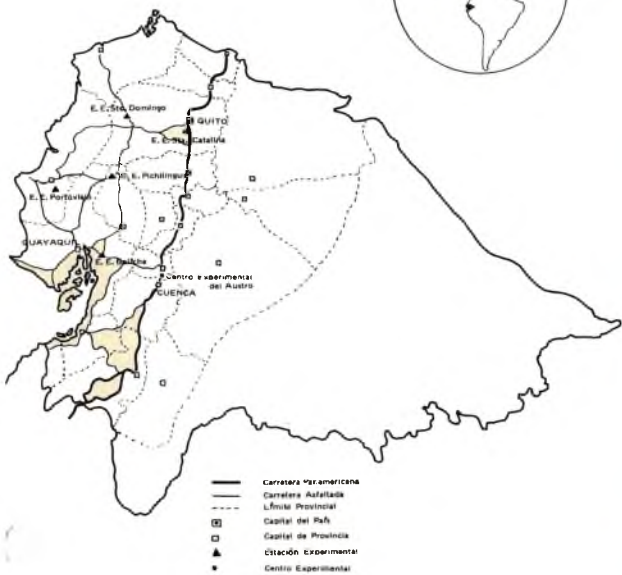 E. E. Sto. Domingo
QUITO
E. E. Sta. Catalina
E. E. Pichilingue
E. E. Portoviejo
GUAYAQUIL
E. E. Boliche
Centro Experimental
del Austro
CUENCA
Carretera Panamericana
Carretera Asfaltada
Límite Provincial
Capital del País
Capital de Provincia
Estación Experimental
Centro Experimental